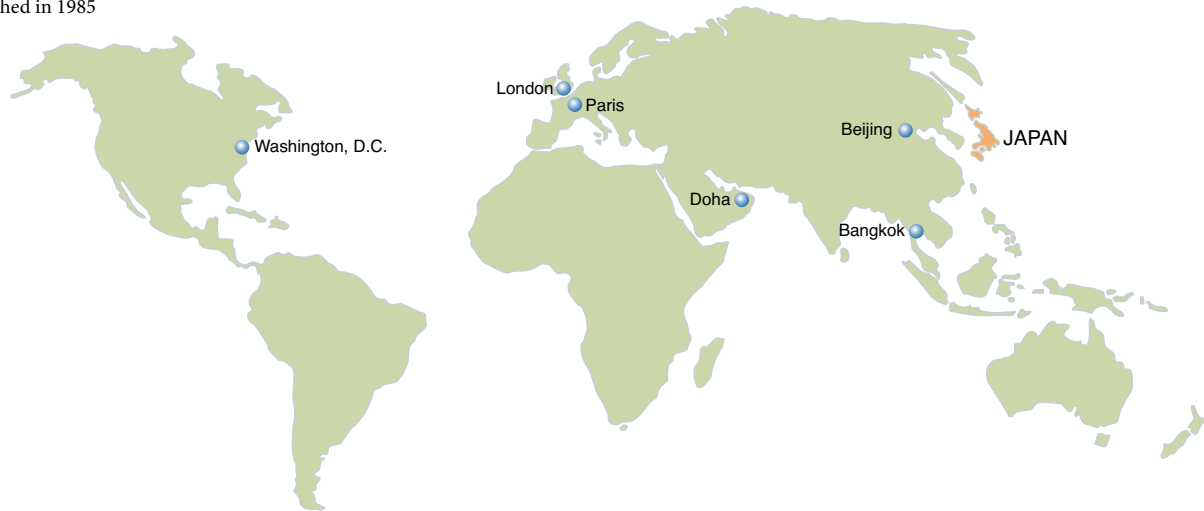 hed in 1985
London
Paris
Washington, D.C.
Beijing
JAPAN
Doha
Bangkok